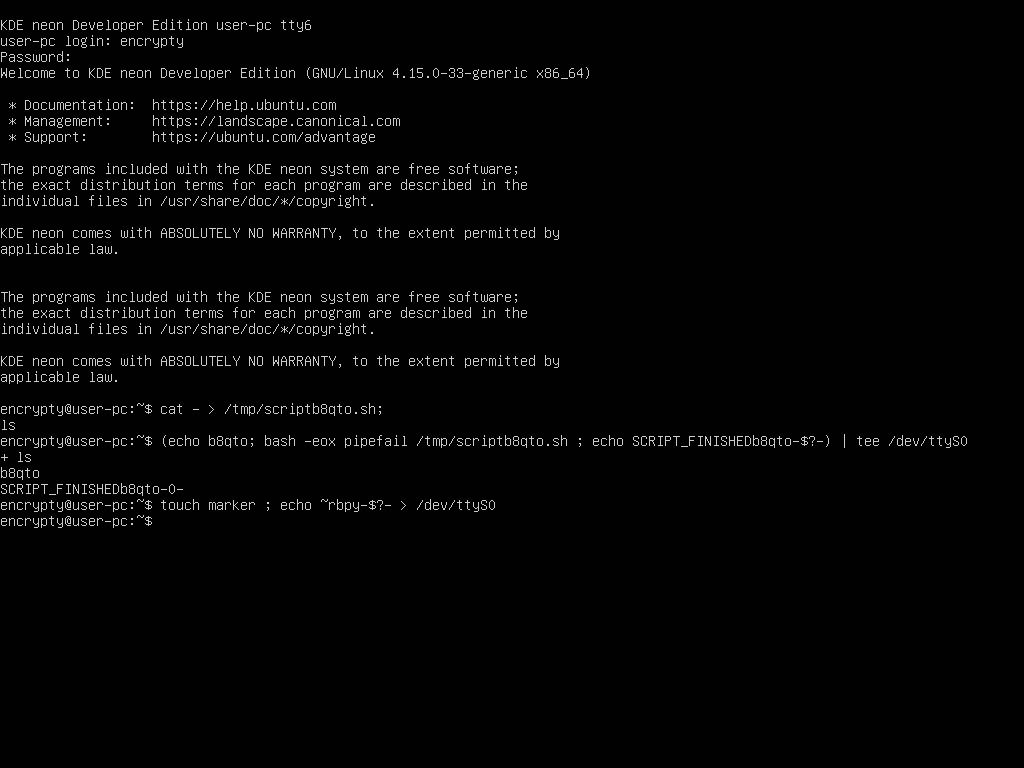 KDE neon Developer Edition user-pc tty6
user-pc login: encrypty
Password:
Welcome to KDE neon Developer Edition (GNU/Linux 4.15.0-33-generic x86_64)
* Documentation:  https://help.ubuntu.com
* Management:     https://landscape.canonical.com
* Support:        https://ubuntu.com/advantage
The programs included with the KDE neon system are free software;
the exact distribution terms for each program are described in the
individual files in /usr/share/doc/*/copyright.
KDE neon comes with ABSOLUTELY NO WARRANTY, to the extent permitted by
applicable law.
The programs included with the KDE neon system are free software;
the exact distribution terms for each program are described in the
individual files in /usr/share/doc/*/copyright.
KDE neon comes with ABSOLUTELY NO WARRANTY, to the extent permitted by
applicable law.
encrypty@user-pc:~$ cat - > /tmp/scriptb8qto.sh;
ls
encrypty@user-pc:~$ (echo b8qto; bash -eox pipefail /tmp/scriptb8qto.sh ; echo SCRIPT_FINISHEDb8qto-$?-) | tee /dev/ttyS0
+ ls
b8qto
SCRIPT_FINISHEDb8qto-0-
encrypty@user-pc:~$ touch marker ; echo ~rbpy-$?- > /dev/ttyS0
encrypty@user-pc:~$